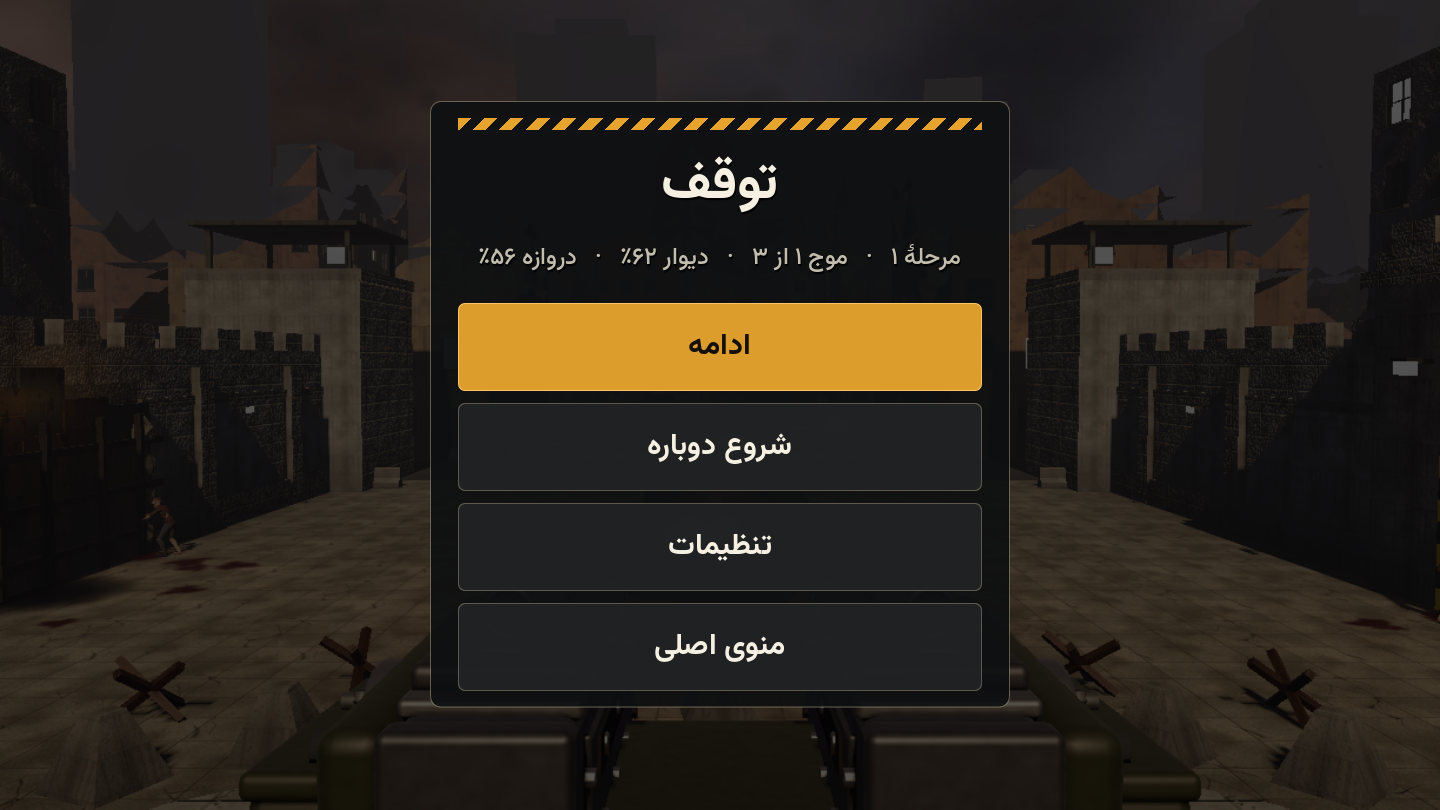 توقف
مرحلهٔ ۱ · موج ۱ از ۳ · دیوار ۶۲٪ · دروازه ۵۶٪
ادامه
شروع دوباره
تنظیمات
منوی اصلی